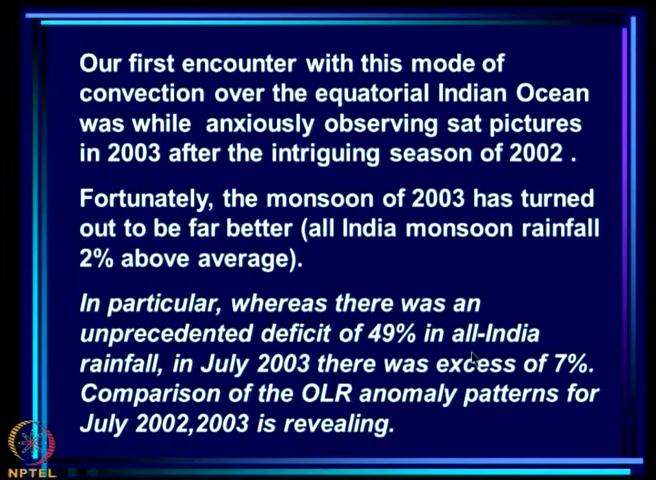 Our first encounter with this mode of
convection over the equatorial Indian Ocean
was while anxiously observing sat pictures
in 2003 after the intriguing season of 2002 .
Fortunately, the monsoon of 2003 has turned
out to be far better (all India monsoon rainfall
2% above average).
In particular, whereas there was an
unprecedented deficit of 49% in all-India
rainfall, in July 2003 there was excess of 7%.
Comparison of the OLR anomaly patterns for
July 2002,2003 is revealing.
NPTEL